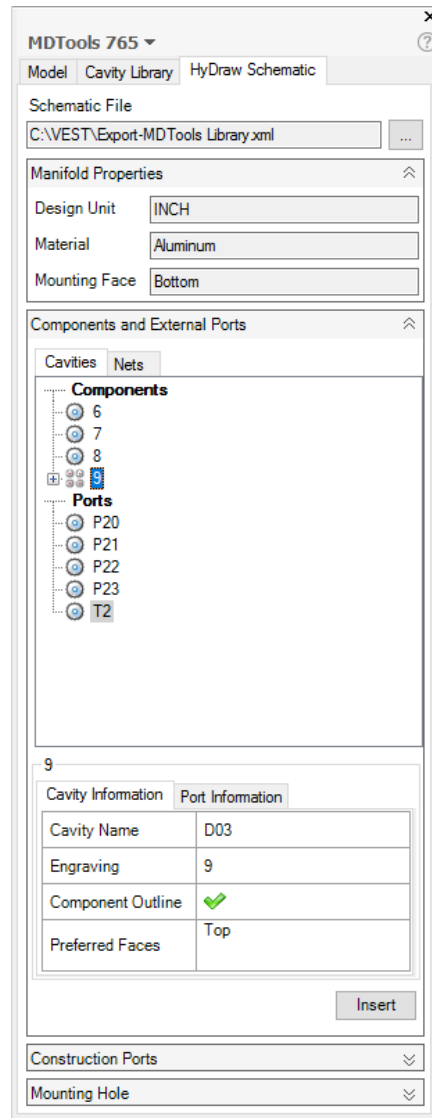 MDTools 765
Model Cavity Library HyDraw Schematic
Schematic File
C:\VEST\Export-MDTools Library.xml ...
Manifold Properties
Design Unit INCH
Material Aluminum
Mounting Face Bottom
Components and External Ports
Cavities Nets
Components
6
7
8
9
Ports
P20
P21
P22
P23
T2
9
Cavity Information Port Information
Cavity Name D03
Engraving 9
Component Outline
Preferred Faces Top
Insert
Construction Ports
Mounting Hole